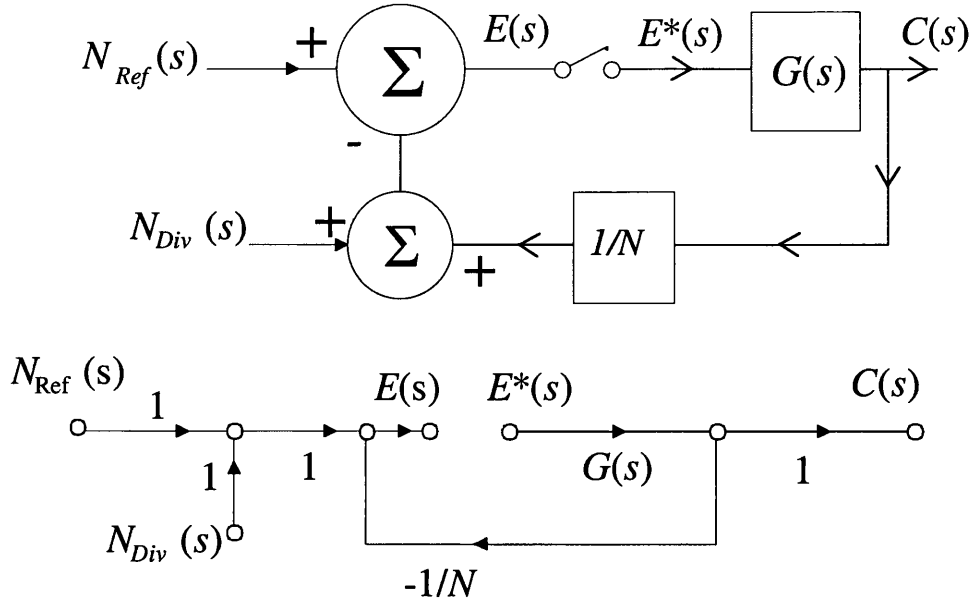 N_Ref (s)
+
Σ
-
E(s)
E*(s)
G(s)
C(s)
N_Div (s)
+
Σ
+
1/N
N_Ref (s)
1
1
N_Div (s)
1
E(s)
E*(s)
G(s)
C(s)
1
-1/N